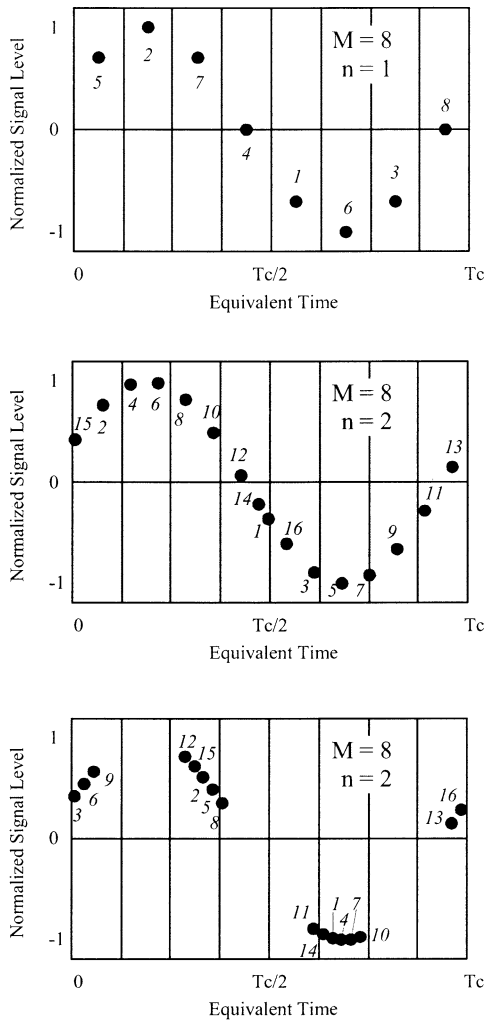 Normalized Signal Level
1
0
-1
M = 8
n = 1
5
2
7
4
1
6
3
8
0
Tc/2
Tc
Equivalent Time
Normalized Signal Level
1
0
-1
M = 8
n = 2
15
2
4
6
8
10
12
14
1
16
3
5
7
9
11
13
0
Tc/2
Tc
Equivalent Time
Normalized Signal Level
1
0
-1
M = 8
n = 2
3
6
9
12
15
2
5
8
11
14
1
4
7
10
13
16
0
Tc/2
Tc
Equivalent Time